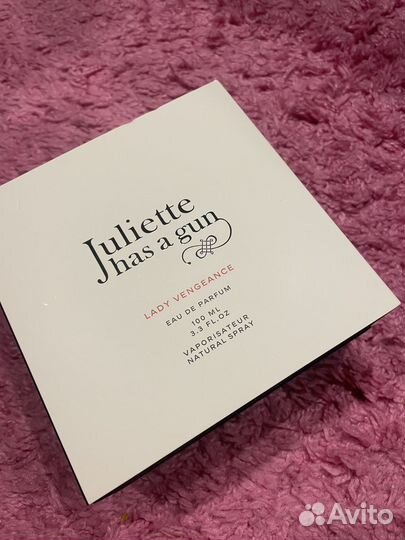 Juliette
has a gun
LADY VENGEANCE
EAU DE PARFUM
100 ML
3.3 FL.OZ
VAPORISATEUR
NATURAL SPRAY
Avito